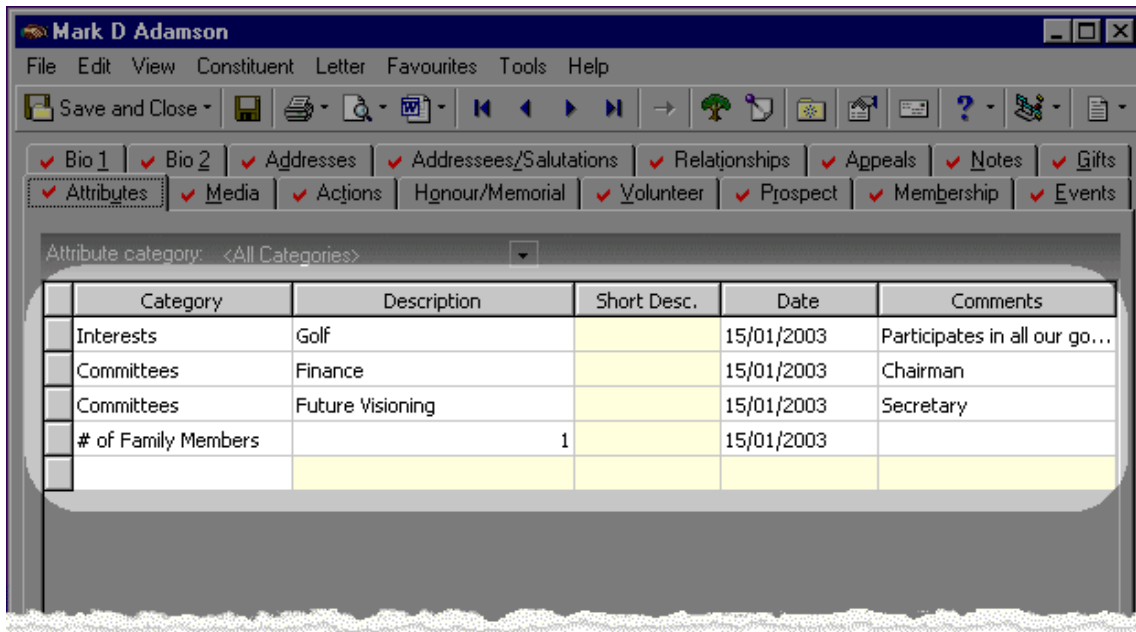 Mark D Adamson
File Edit View Constituent Letter Favourites Tools Help
Save and Close
Bio 1 Bio 2 Addresses Addressees/Salutations Relationships Appeals Notes Gifts
Attributes Media Actions Honour/Memorial Volunteer Prospect Membership Events
Attribute category: <All Categories>
Category Description Short Desc. Date Comments
Interests Golf 15/01/2003 Participates in all our go...
Committees Finance 15/01/2003 Chairman
Committees Future Visioning 15/01/2003 Secretary
# of Family Members 1 15/01/2003